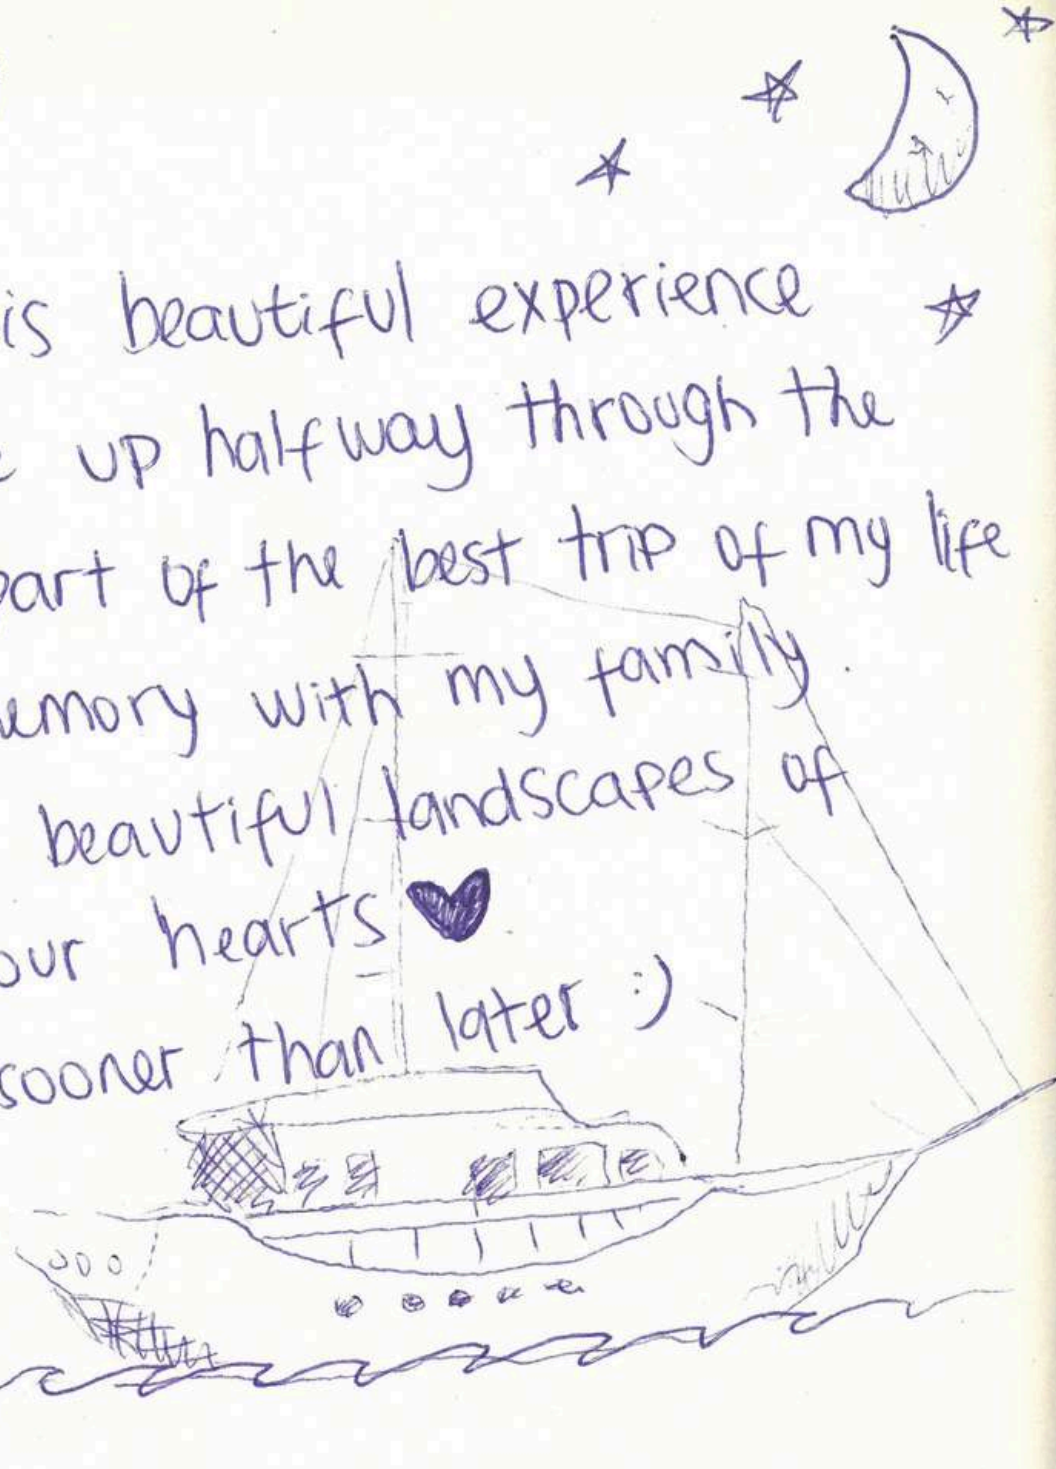 is beautiful experience
up halfway through the
part of the best trip of my life
memory with my family.
beautiful landscapes of
our hearts ♥
sooner than later :)